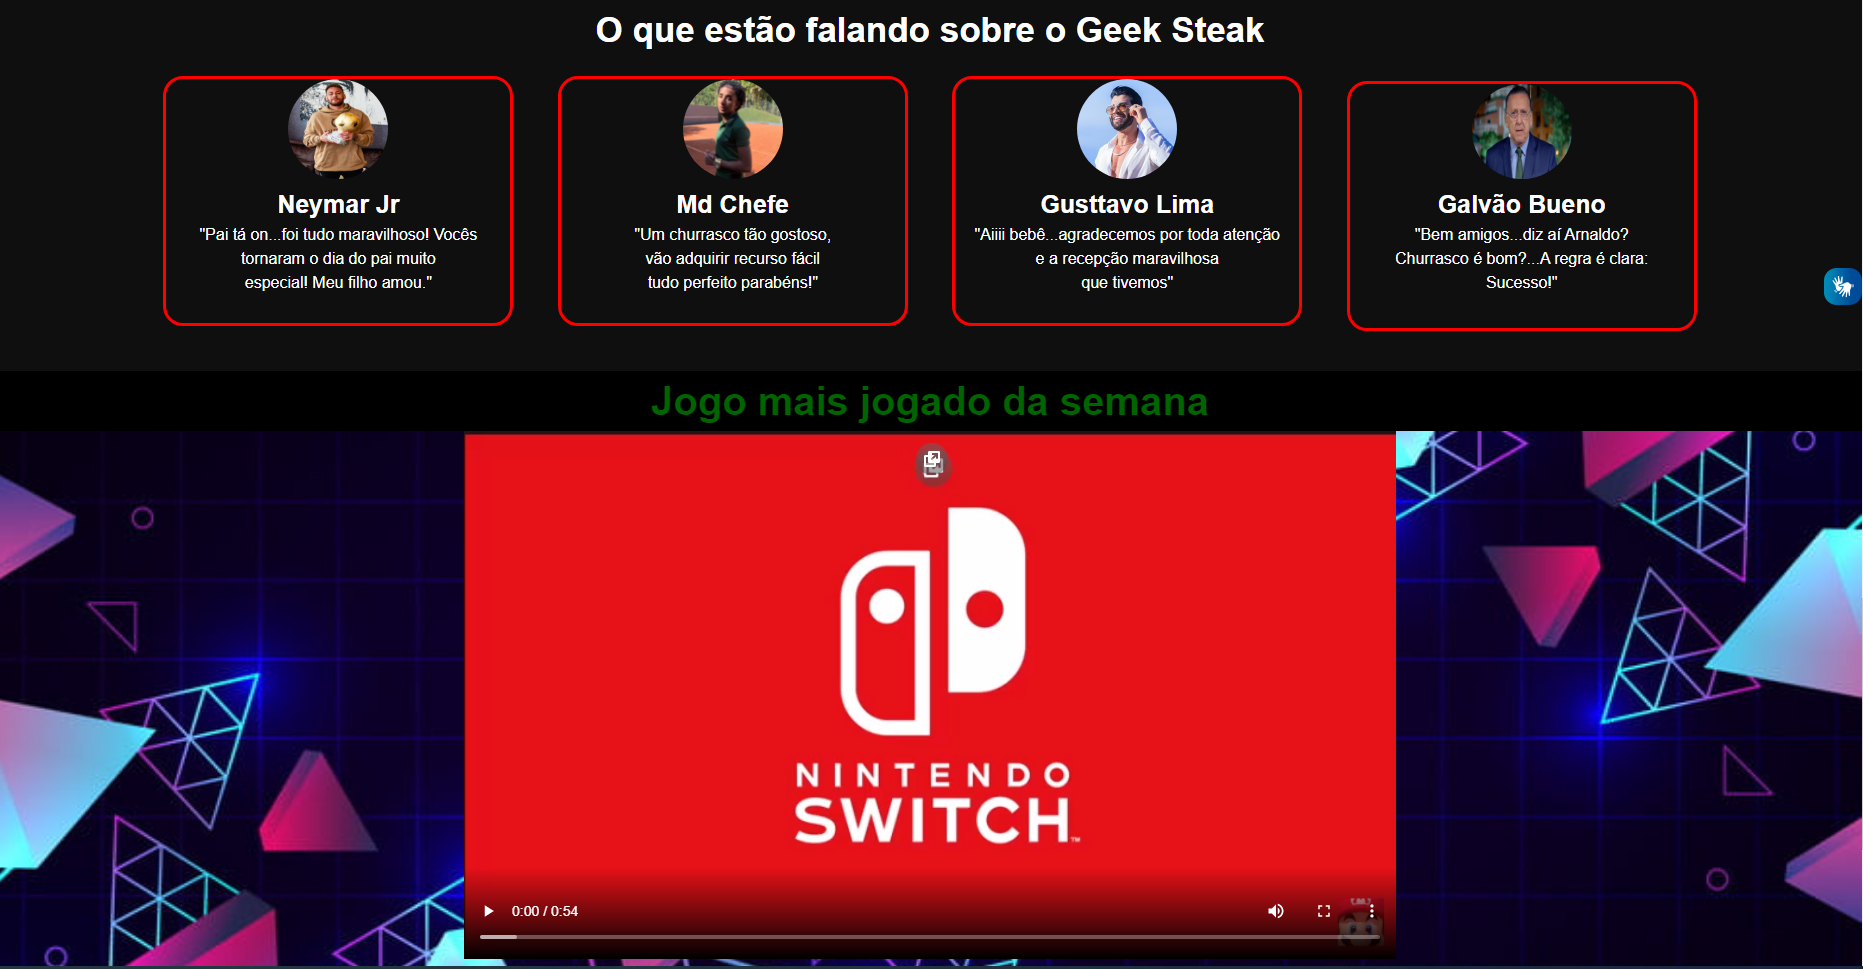 O que estão falando sobre o Geek Steak
Neymar Jr
"Pai tá on...foi tudo maravilhoso! Vocês
tornaram o dia do pai muito
especial! Meu filho amou."
Md Chefe
"Um churrasco tão gostoso,
vão adquirir recurso fácil
tudo perfeito parabéns!"
Gusttavo Lima
"Aiiii bebê...agradecemos por toda atenção
e a recepção maravilhosa
que tivemos"
Galvão Bueno
"Bem amigos...diz aí Arnaldo?
Churrasco é bom?...A regra é clara:
Sucesso!"
Jogo mais jogado da semana
NINTENDO
SWITCH™
0:00 / 0:54